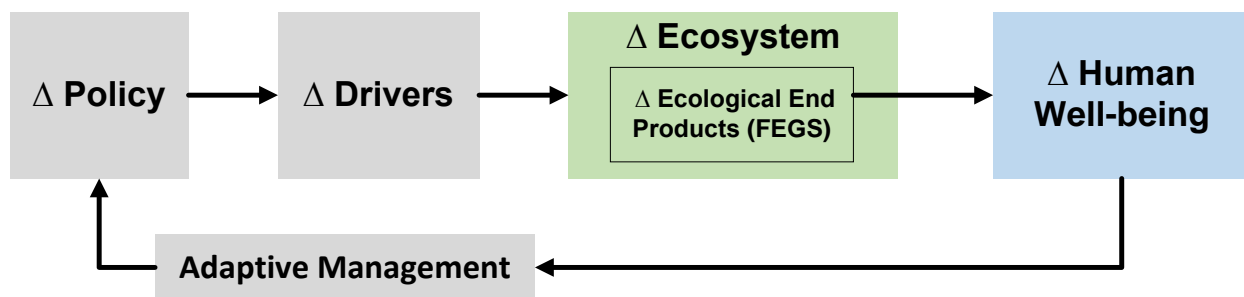 Δ Policy
Δ Drivers
Δ Ecosystem
Δ Ecological End
Products (FEGS)
Δ Human
Well-being
Adaptive Management